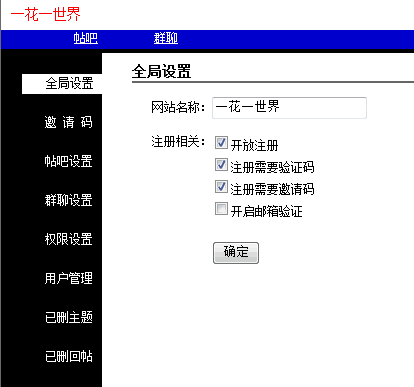 一花一世界
帖吧 群聊
全局设置
邀 请 码
帖吧设置
群聊设置
权限设置
用户管理
已删主题
已删回帖
全局设置
网站名称： 一花一世界
注册相关： 开放注册
注册需要验证码
注册需要邀请码
开启邮箱验证
确定